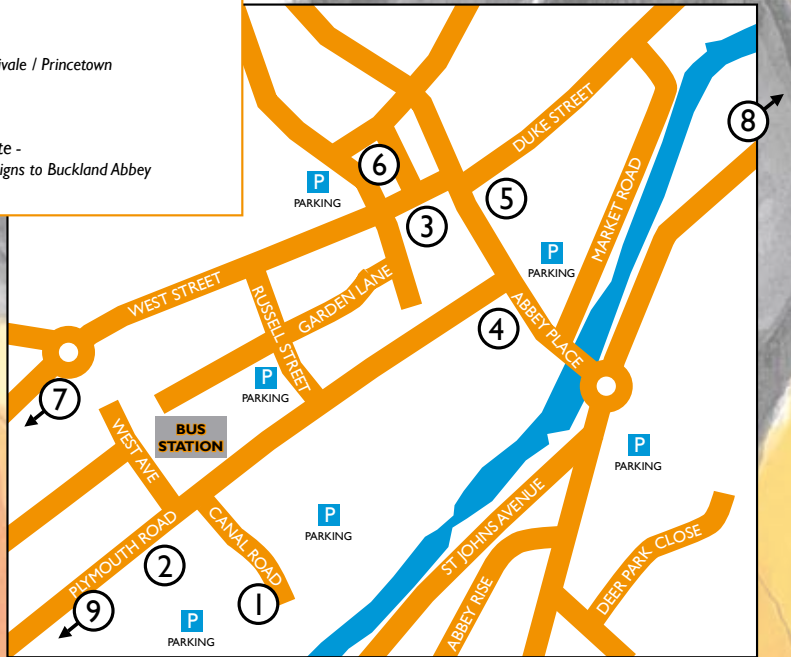 ivale / Princetown
te -
igns to Buckland Abbey
8
DUKE STREET
6
P
PARKING
5
3
MARKET ROAD
P
PARKING
WEST STREET
GARDEN LANE
RUSSELL STREET
ABBEY PLACE
4
7
P
PARKING
BUS
STATION
WEST AVE
P
PARKING
ST JOHNS AVENUE
P
PARKING
CANAL ROAD
PLYMOUTH ROAD
2
DEER PARK CLOSE
ABBEY RISE
1
9
P
PARKING